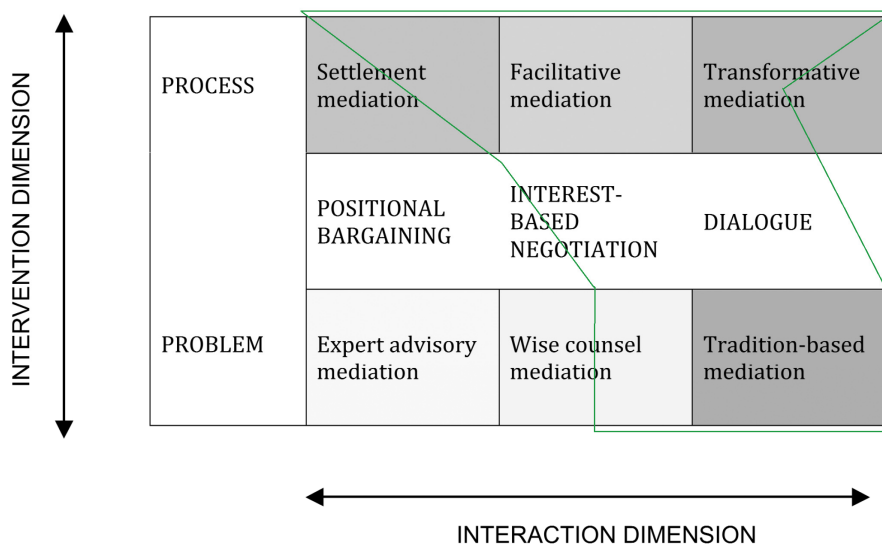 INTERVENTION DIMENSION
PROCESS
Settlement
mediation
Facilitative
mediation
Transformative
mediation
POSITIONAL
BARGAINING
INTEREST-
BASED
NEGOTIATION
DIALOGUE
PROBLEM
Expert advisory
mediation
Wise counsel
mediation
Tradition-based
mediation
INTERACTION DIMENSION